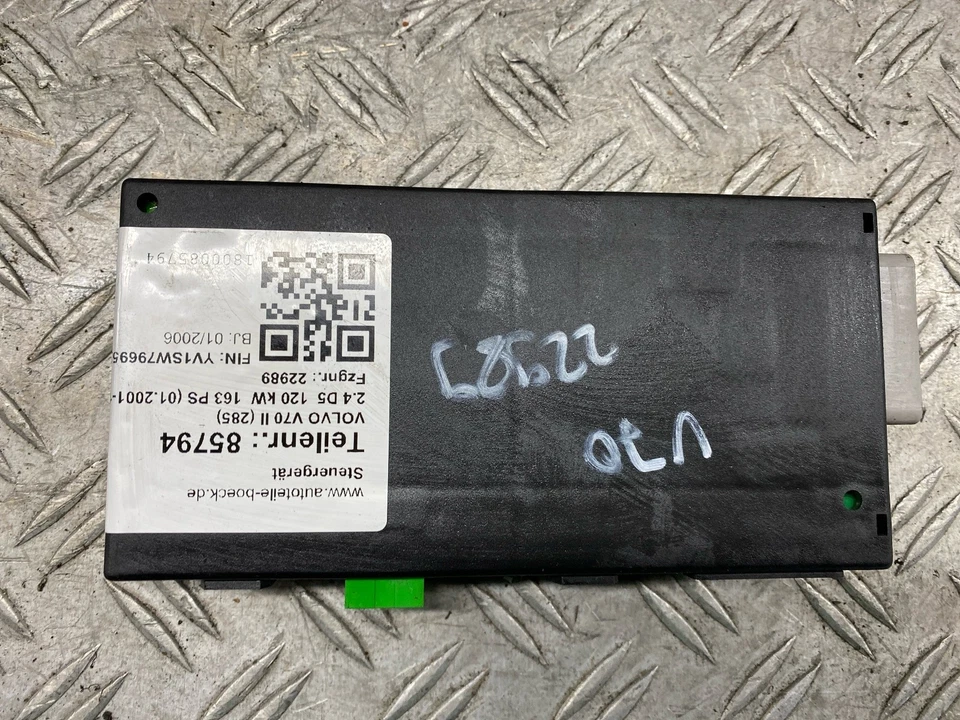 www.autoteile-boeck.de
Steuergerät
Teilenr.: 85794
VOLVO V70 II (285)
2.4 D5 120 kW 163 PS (01.2001-
Fzgnr.: 22989
FIN: YV1SW79695
BJ: 01/2006
1800085794
22989
V70